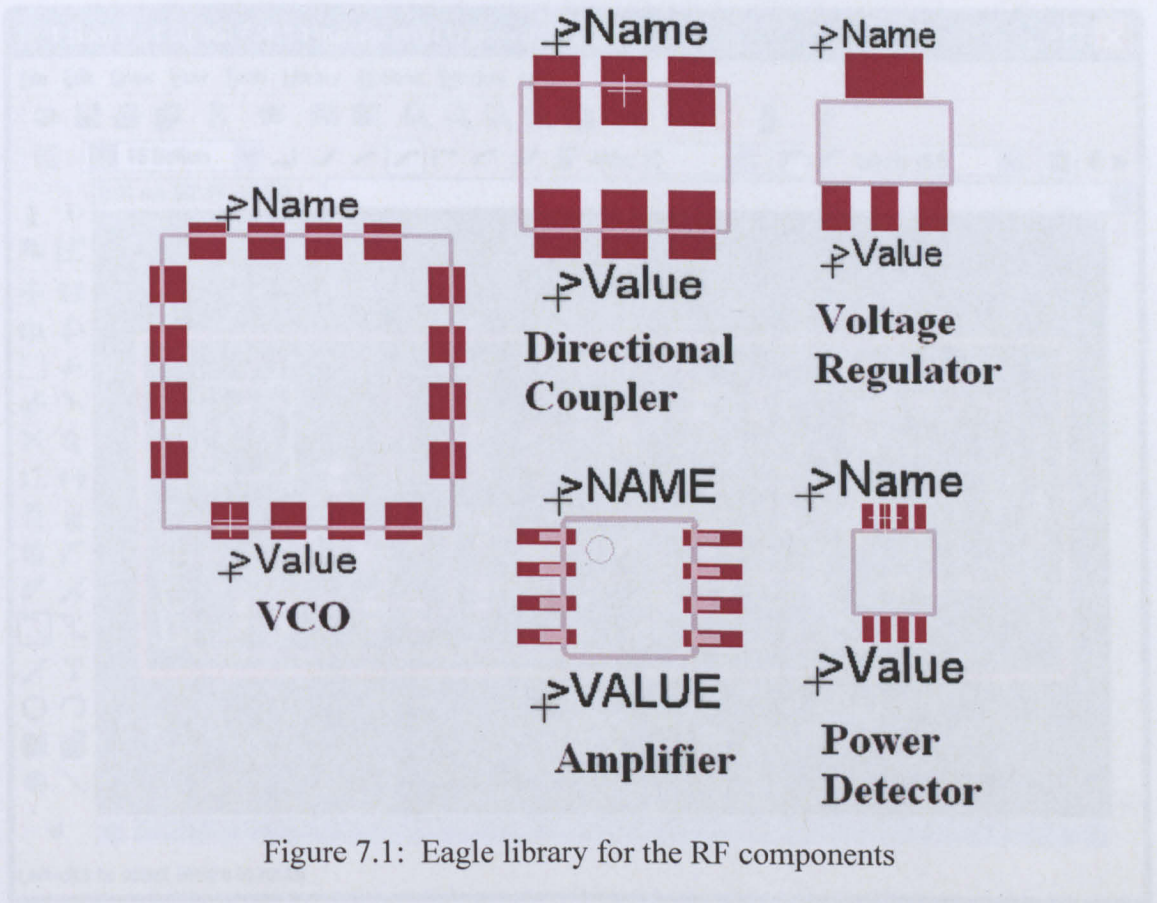 >Name
>Value
VCO
>Name
>Value
Directional
Coupler
>Name
>Value
Voltage
Regulator
>NAME
>VALUE
Amplifier
>Name
>Value
Power
Detector
Figure 7.1: Eagle library for the RF components